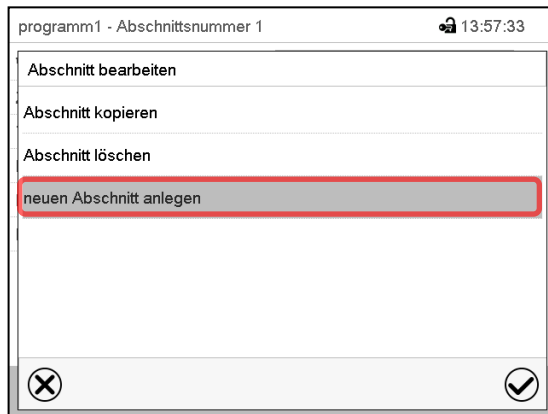 programm1 - Abschnittsnummer 1 13:57:33
Abschnitt bearbeiten
Abschnitt kopieren
Abschnitt löschen
neuen Abschnitt anlegen